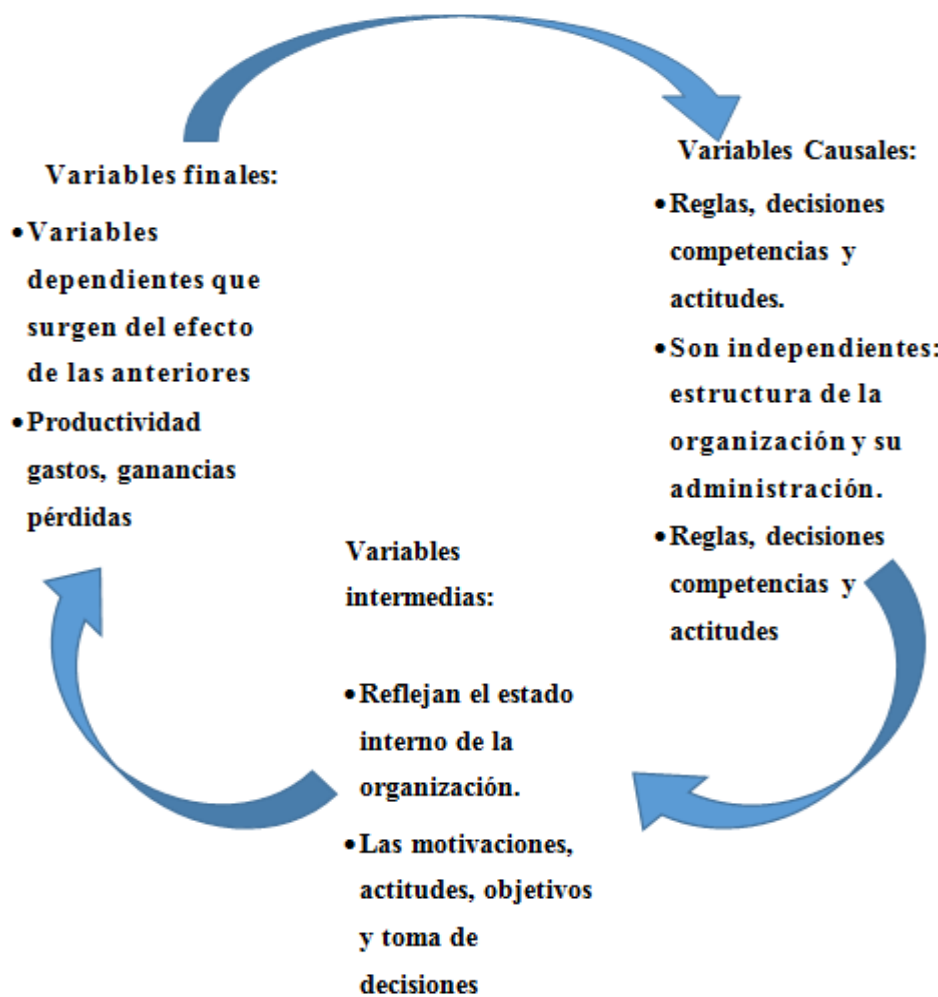 Variables finales:
•Variables
dependientes que
surgen del efecto
de las anteriores
•Productividad
gastos, ganancias
pérdidas
Variables Causales:
•Reglas, decisiones
competencias y
actitudes.
•Son independientes:
estructura de la
organización y su
administración.
•Reglas, decisiones
competencias y
actitudes
Variables
intermedias:
•Reflejan el estado
interno de la
organización.
•Las motivaciones,
actitudes, objetivos
y toma de
decisiones